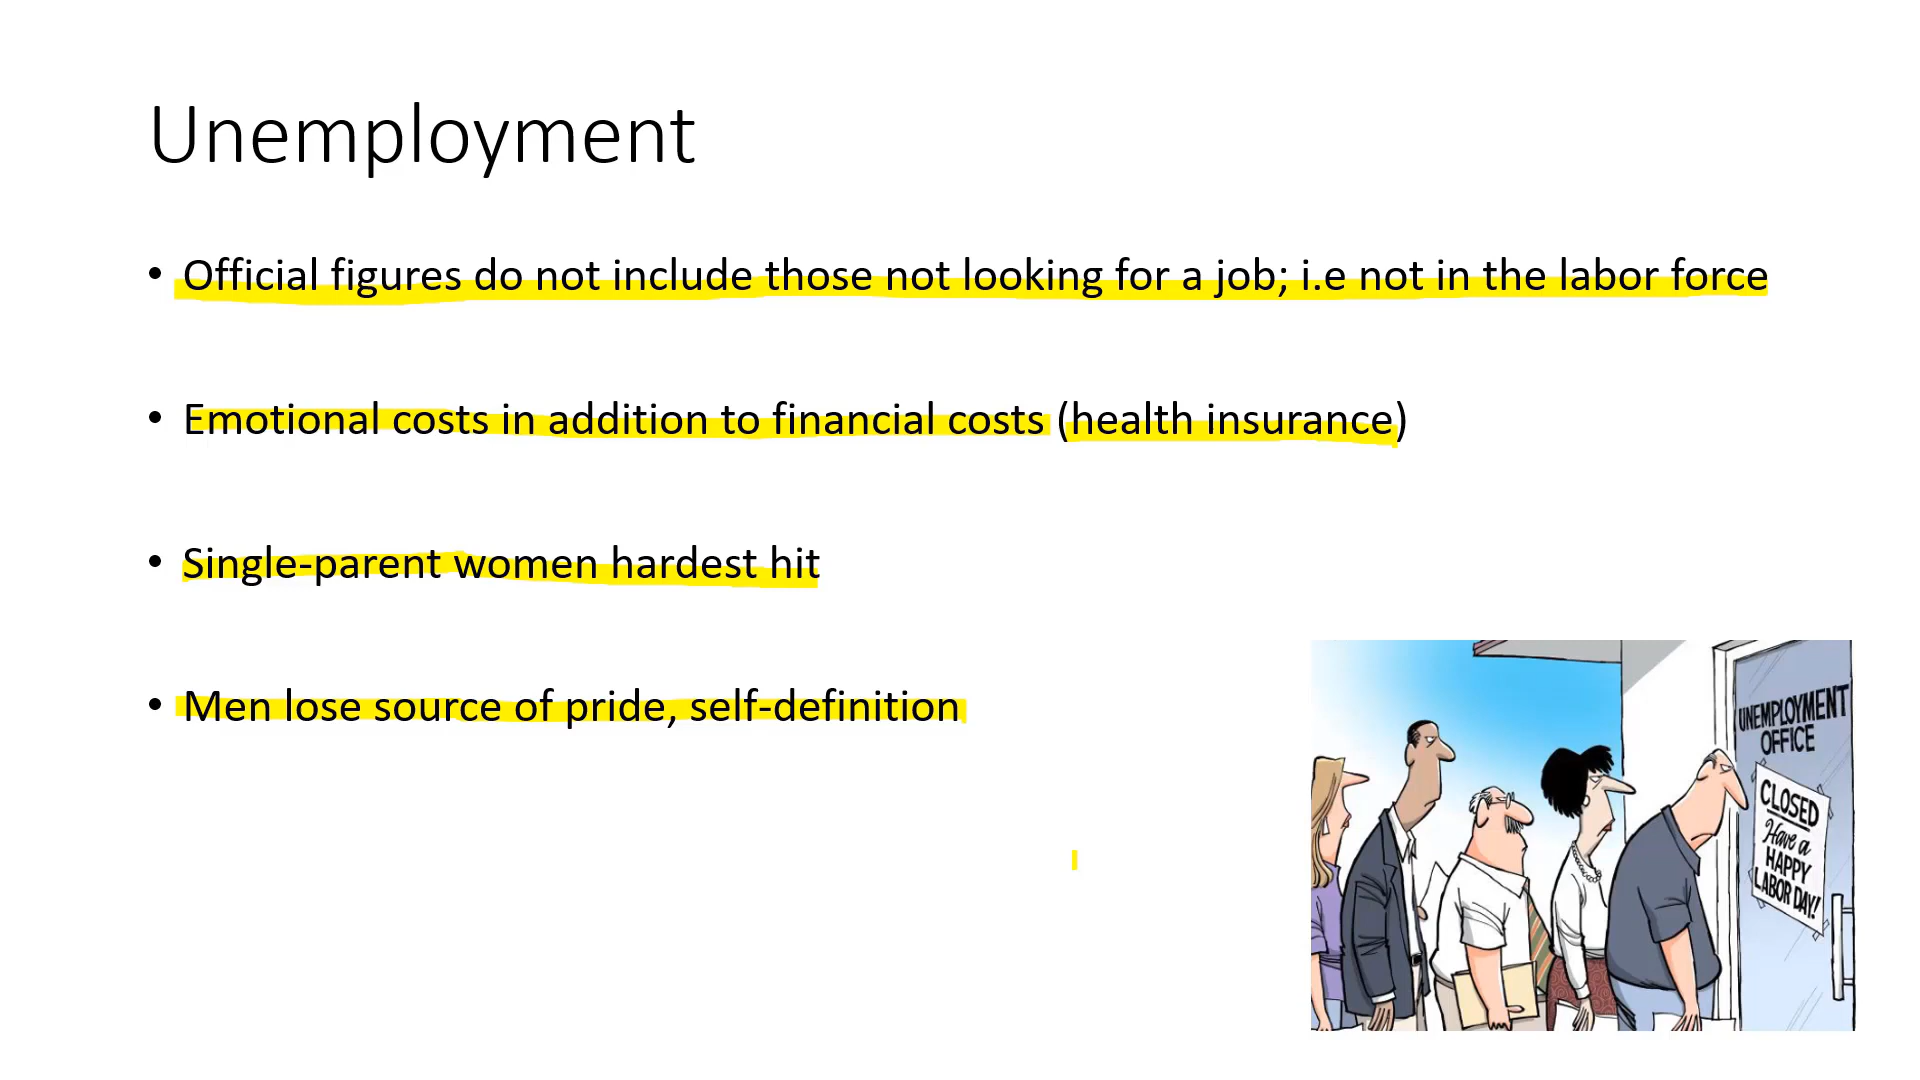 Unemployment
• Official figures do not include those not looking for a job; i.e not in the labor force
• Emotional costs in addition to financial costs (health insurance)
• Single-parent women hardest hit
• Men lose source of pride, self-definition
UNEMPLOYMENT
OFFICE
CLOSED
Have a
HAPPY
LABOR DAY!